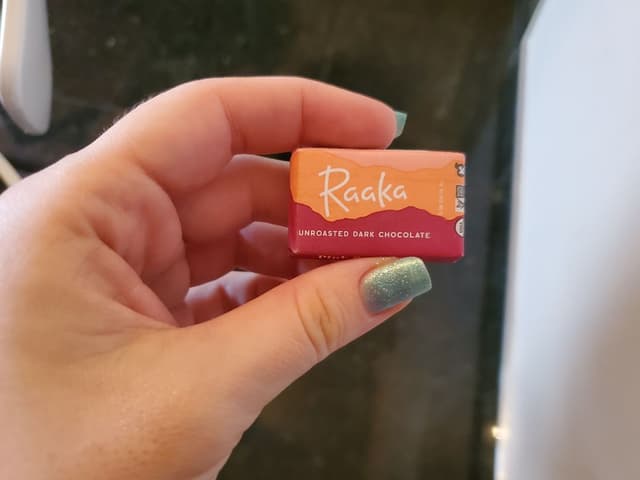 Raaka
UNROASTED DARK CHOCOLATE